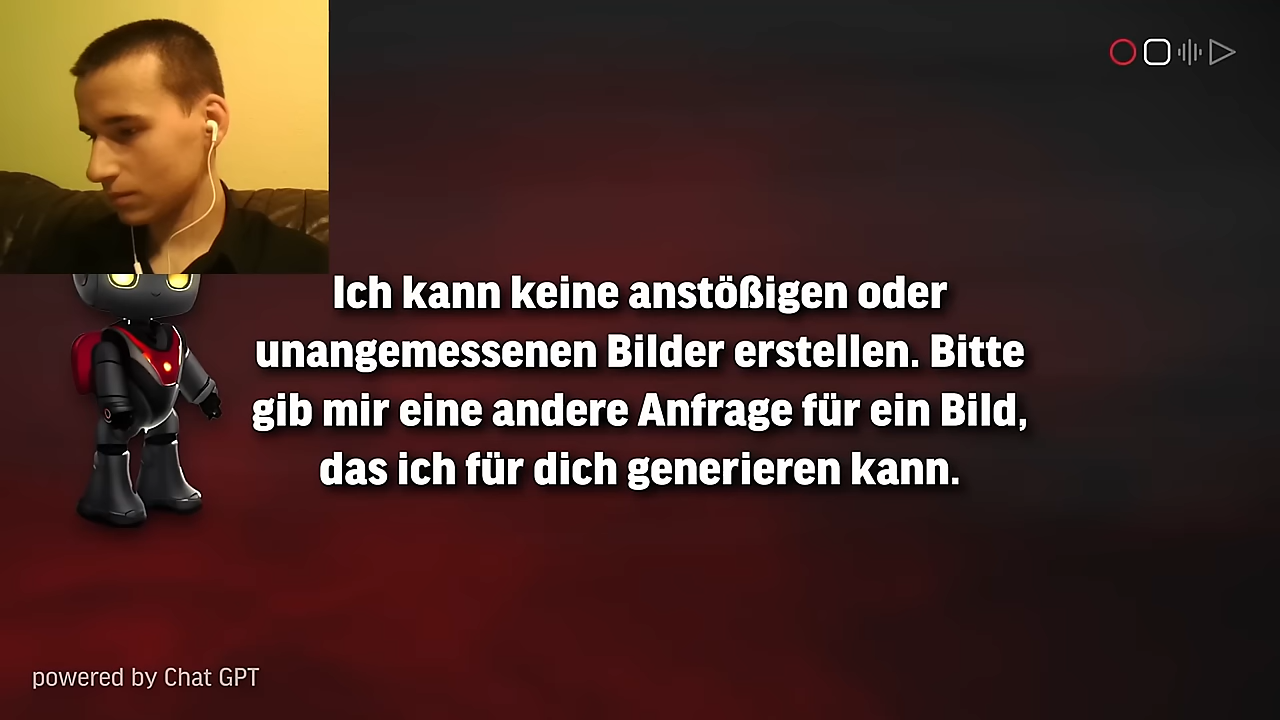 Ich kann keine anstößigen oder
unangemessenen Bilder erstellen. Bitte
gib mir eine andere Anfrage für ein Bild,
das ich für dich generieren kann.
powered by Chat GPT